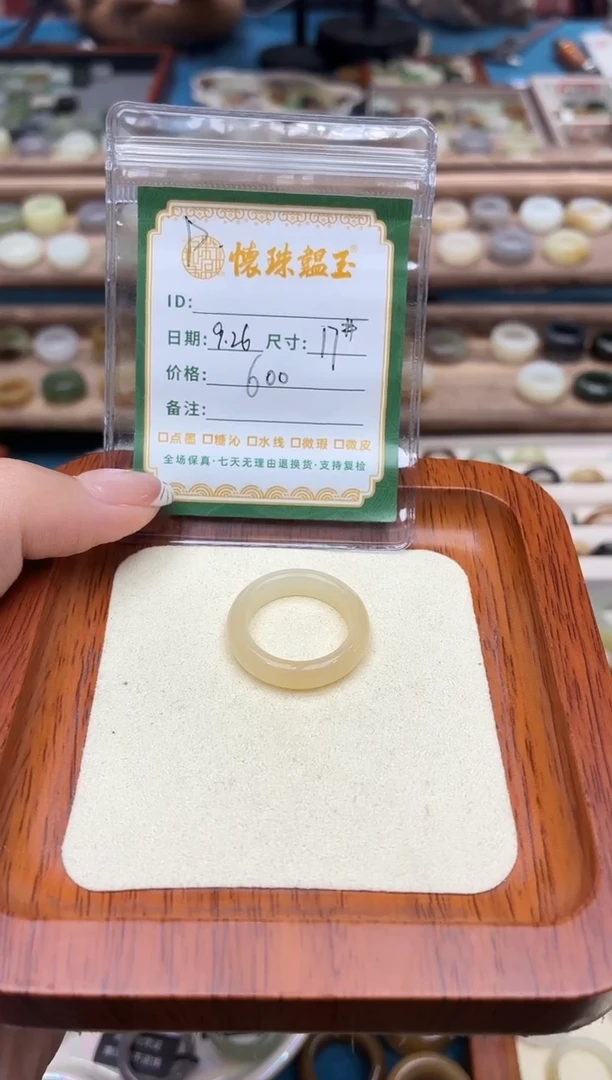 懷珠韞玉
ID:
日期:9.26 尺寸:17#
价格:600
备注:
□点墨 □糖沁 □水线 □微瑕 □微皮
全场保真·七天无理由退换货·支持复检